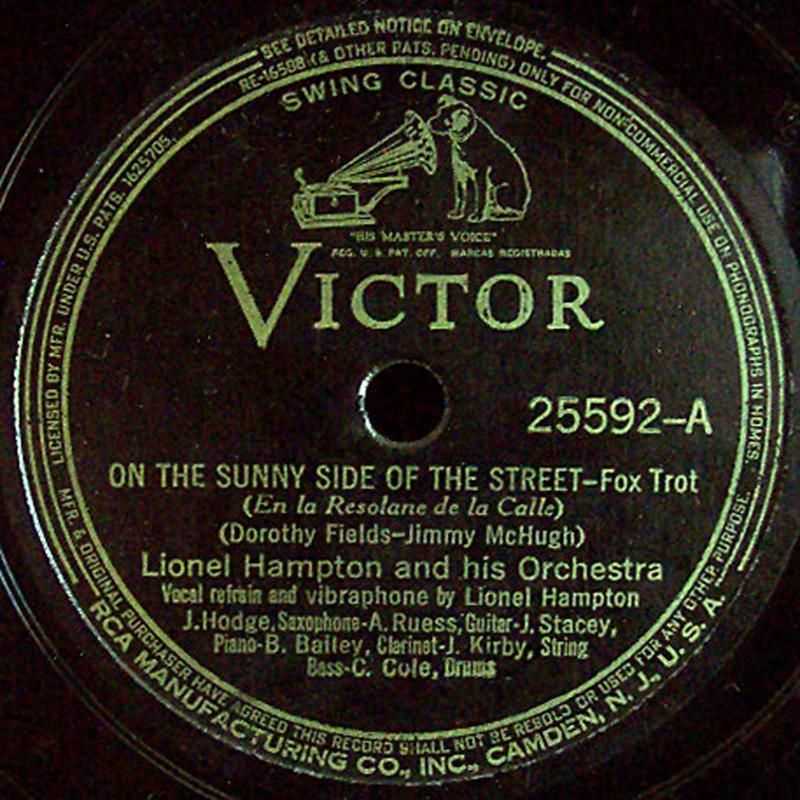 SEE DETAILED NOTICE ON ENVELOPE.
RE-16588 (& OTHER PATS. PENDING) ONLY FOR NON-COMMERCIAL USE ON PHONOGRAPHS IN HOMES.
LICENSED BY MFR. UNDER U.S. PATS. 1625705,
SWING CLASSIC
"HIS MASTER'S VOICE"
REG. U. S. PAT. OFF. MARCAS REGISTRADAS
VICTOR
25592-A
ON THE SUNNY SIDE OF THE STREET-Fox Trot
(En la Resolane de la Calle)
(Dorothy Fields-Jimmy McHugh)
Lionel Hampton and his Orchestra
Vocal refrain and vibraphone by Lionel Hampton
J. Hodge, Saxophone-A. Ruess, Guitar-J. Stacey,
Piano-B. Bailey, Clarinet-J. Kirby, String
Bass-C. Cole, Drums
MFR. & ORIGINAL PURCHASER HAVE AGREED THIS RECORD SHALL NOT BE RESOLD OR USED FOR ANY OTHER PURPOSE.
RCA MANUFACTURING CO., INC., CAMDEN, N. J., U. S. A.